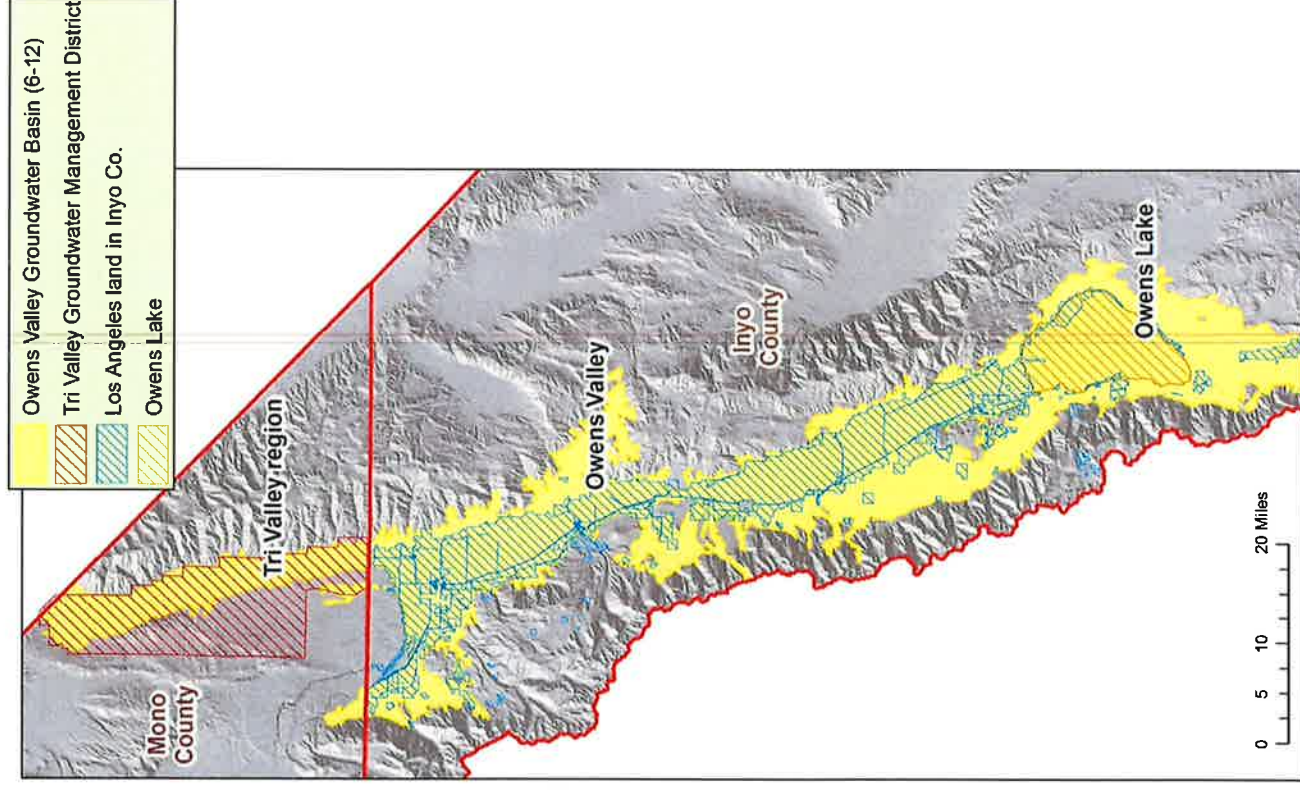 Owens Valley Groundwater Basin (6-12)
Tri Valley Groundwater Management District
Los Angeles land in Inyo Co.
Owens Lake
Tri Valley region
Mono
County
Owens Valley
Inyo
County
Owens Lake
0 5 10 20 Miles